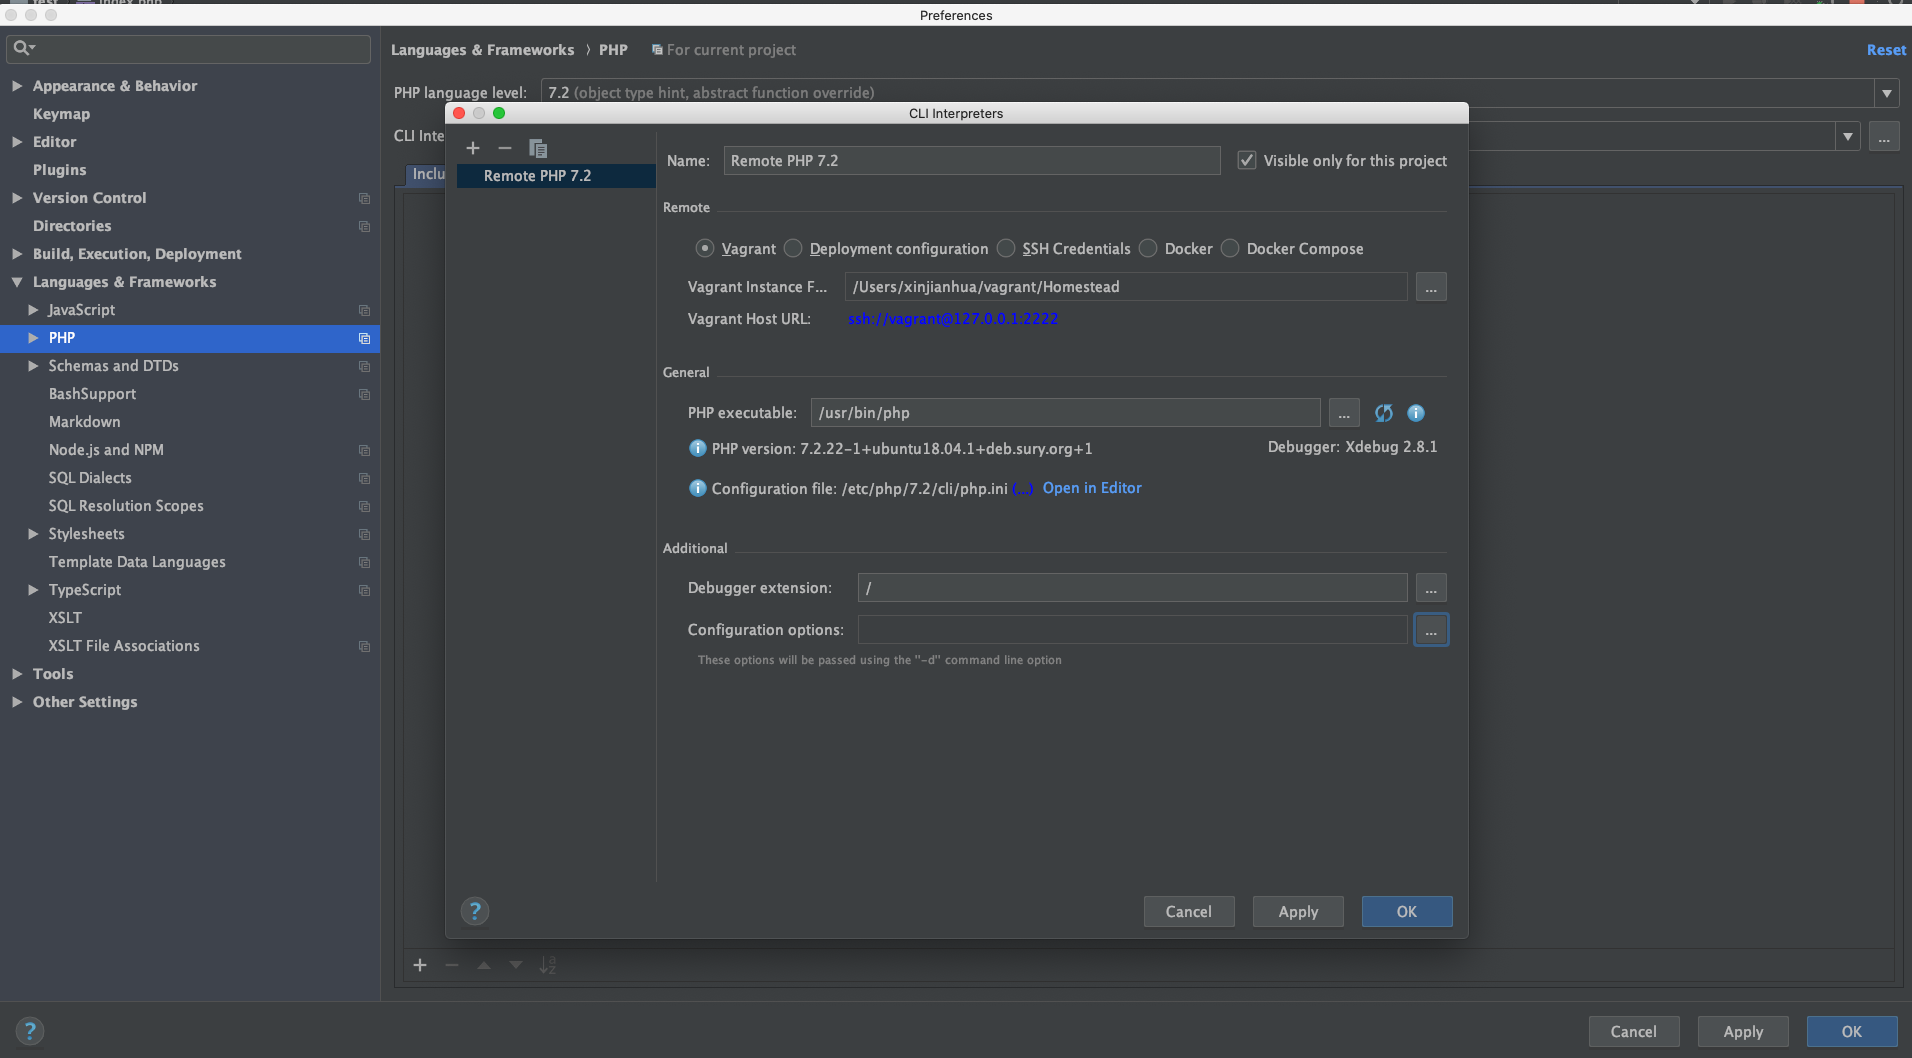 Preferences
Languages & Frameworks › PHP For current project
Reset
Appearance & Behavior
Keymap
Editor
Plugins
Version Control
Directories
Build, Execution, Deployment
Languages & Frameworks
JavaScript
PHP
Schemas and DTDs
BashSupport
Markdown
Node.js and NPM
SQL Dialects
SQL Resolution Scopes
Stylesheets
Template Data Languages
TypeScript
XSLT
XSLT File Associations
Tools
Other Settings
PHP language level: 7.2 (object type hint, abstract function override)
CLI Inte
...
Inclu
CLI Interpreters
Remote PHP 7.2
Name: Remote PHP 7.2 Visible only for this project
Remote
Vagrant Deployment configuration SSH Credentials Docker Docker Compose
Vagrant Instance F... /Users/xinjianhua/vagrant/Homestead ...
Vagrant Host URL: ssh://vagrant@127.0.0.1:2222
General
PHP executable: /usr/bin/php ...
PHP version: 7.2.22-1+ubuntu18.04.1+deb.sury.org+1 Debugger: Xdebug 2.8.1
Configuration file: /etc/php/7.2/cli/php.ini (...) Open in Editor
Additional
Debugger extension: / ...
Configuration options: ...
These options will be passed using the "-d" command line option
? Cancel Apply OK
? Cancel Apply OK